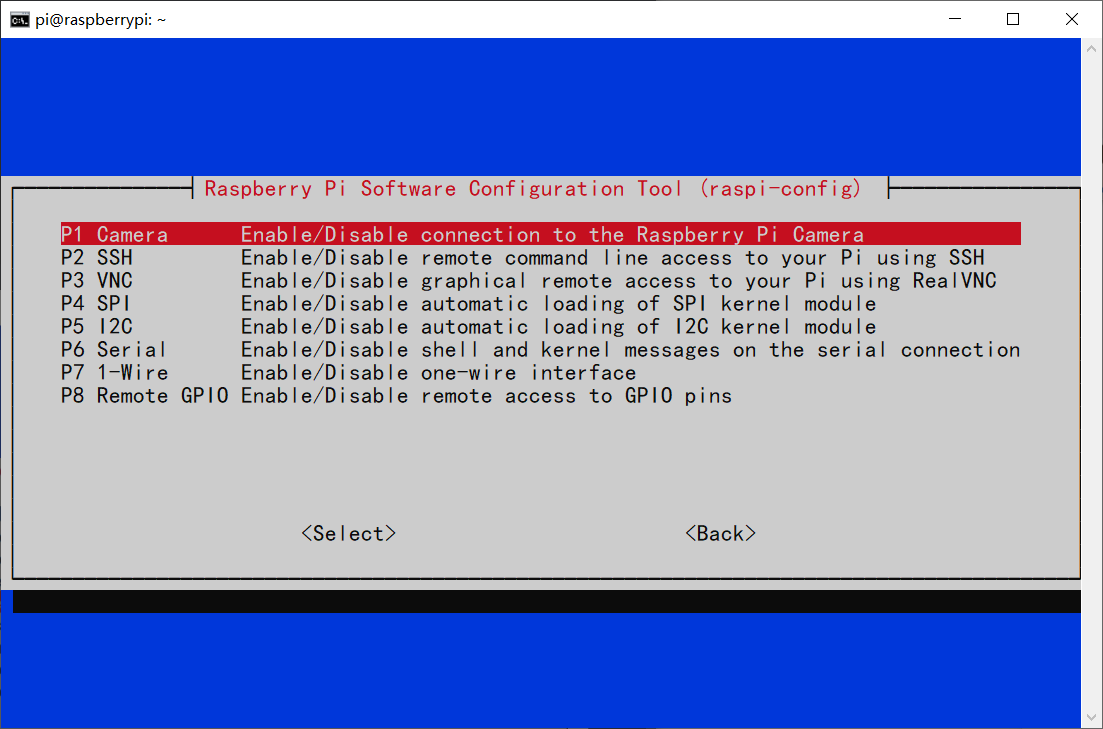 pi@raspberrypi: ~
Raspberry Pi Software Configuration Tool (raspi-config)
P1 Camera Enable/Disable connection to the Raspberry Pi Camera
P2 SSH Enable/Disable remote command line access to your Pi using SSH
P3 VNC Enable/Disable graphical remote access to your Pi using RealVNC
P4 SPI Enable/Disable automatic loading of SPI kernel module
P5 I2C Enable/Disable automatic loading of I2C kernel module
P6 Serial Enable/Disable shell and kernel messages on the serial connection
P7 1-Wire Enable/Disable one-wire interface
P8 Remote GPIO Enable/Disable remote access to GPIO pins
<Select> <Back>